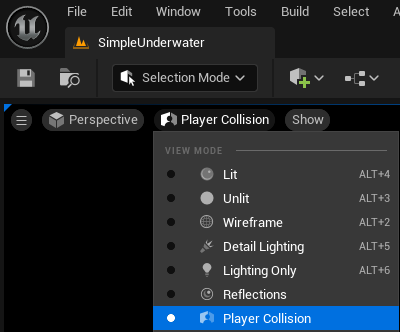 File Edit Window Tools Build Select
SimpleUnderwater
Selection Mode
Perspective Player Collision Show
VIEW MODE
Lit ALT+4
Unlit ALT+3
Wireframe ALT+2
Detail Lighting ALT+5
Lighting Only ALT+6
Reflections
Player Collision